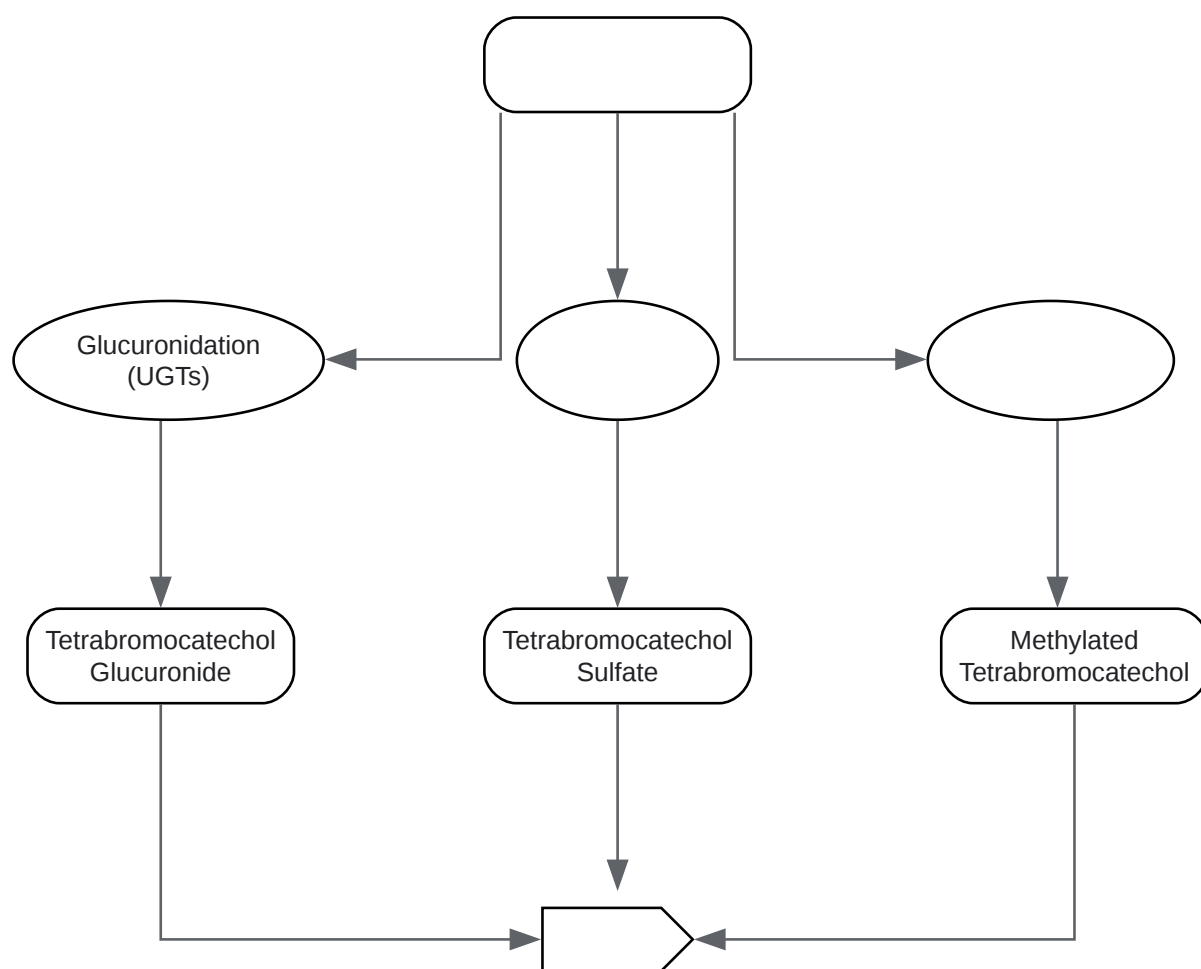 Glucuronidation
(UGTs)
Tetrabromocatechol
Glucuronide
Tetrabromocatechol
Sulfate
Methylated
Tetrabromocatechol